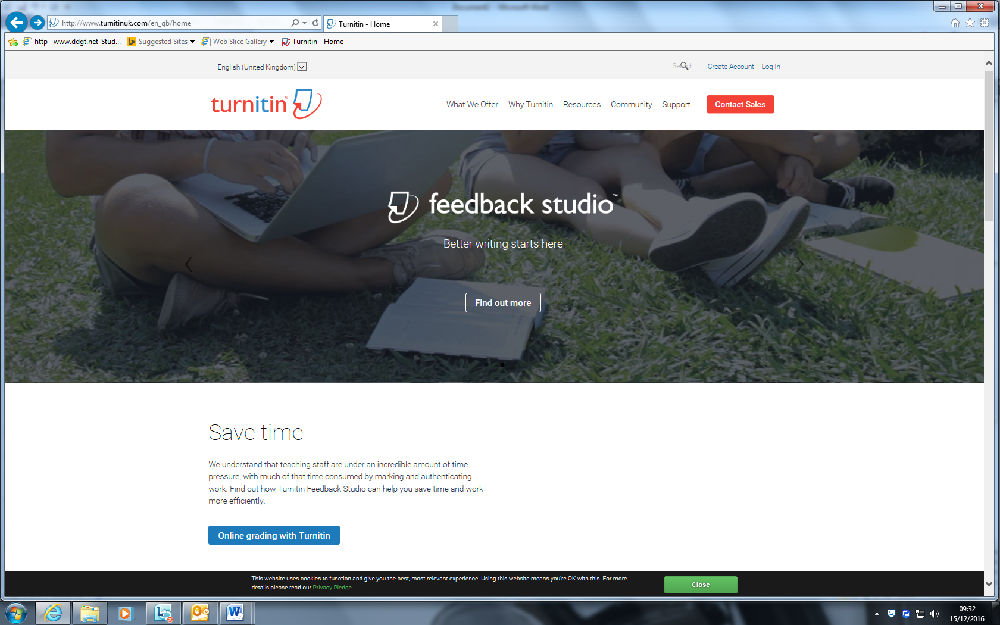 http://www.turnitinuk.com/en_gb/home
Turnitin - Home
http--www.ddgt.net-Stud...
Suggested Sites
Web Slice Gallery
Turnitin - Home
English (United Kingdom)
Create Account | Log In
turnitin
What We Offer
Why Turnitin
Resources
Community
Support
Contact Sales
feedback studio™
Better writing starts here
Find out more
Save time
We understand that teaching staff are under an incredible amount of time
pressure, with much of that time consumed by marking and authenticating
work. Find out how Turnitin Feedback Studio can help you save time and work
more efficiently.
Online grading with Turnitin
This website uses cookies to function and give you the best, most relevant experience. Using this website means you're OK with this. For more
details please read our Privacy Pledge.
Close
09:32
15/12/2016